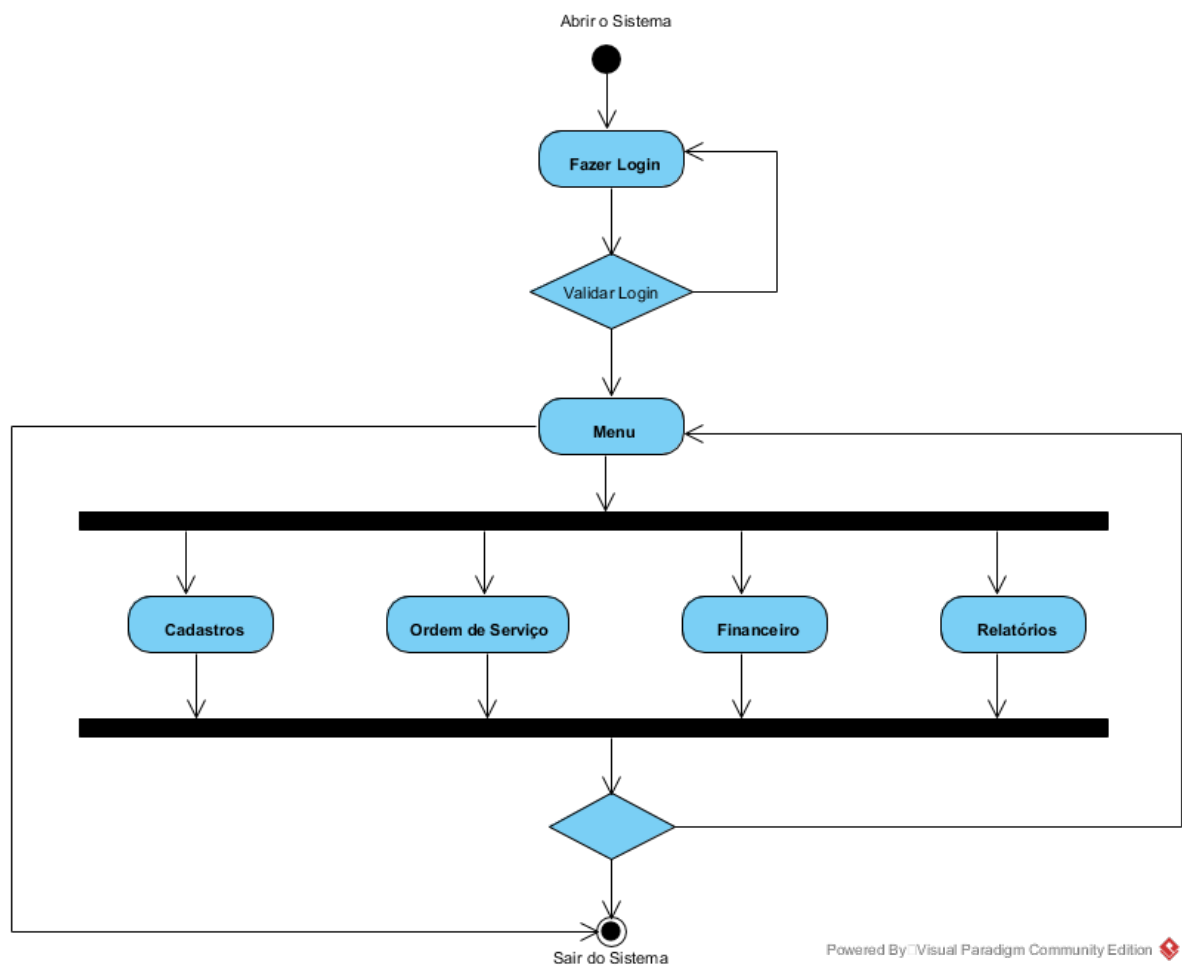 Abrir o Sistema
Fazer Login
Validar Login
Menu
Cadastros
Ordem de Serviço
Financeiro
Relatórios
Powered By Visual Paradigm Community Edition
Sair do Sistema